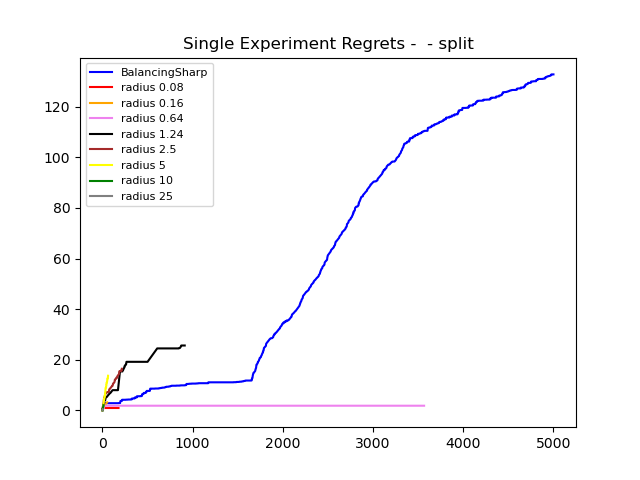 Single Experiment Regrets -  - split
BalancingSharp
radius 0.08
radius 0.16
radius 0.64
radius 1.24
radius 2.5
radius 5
radius 10
radius 25
120
100
80
60
40
20
0
0 1000 2000 3000 4000 5000